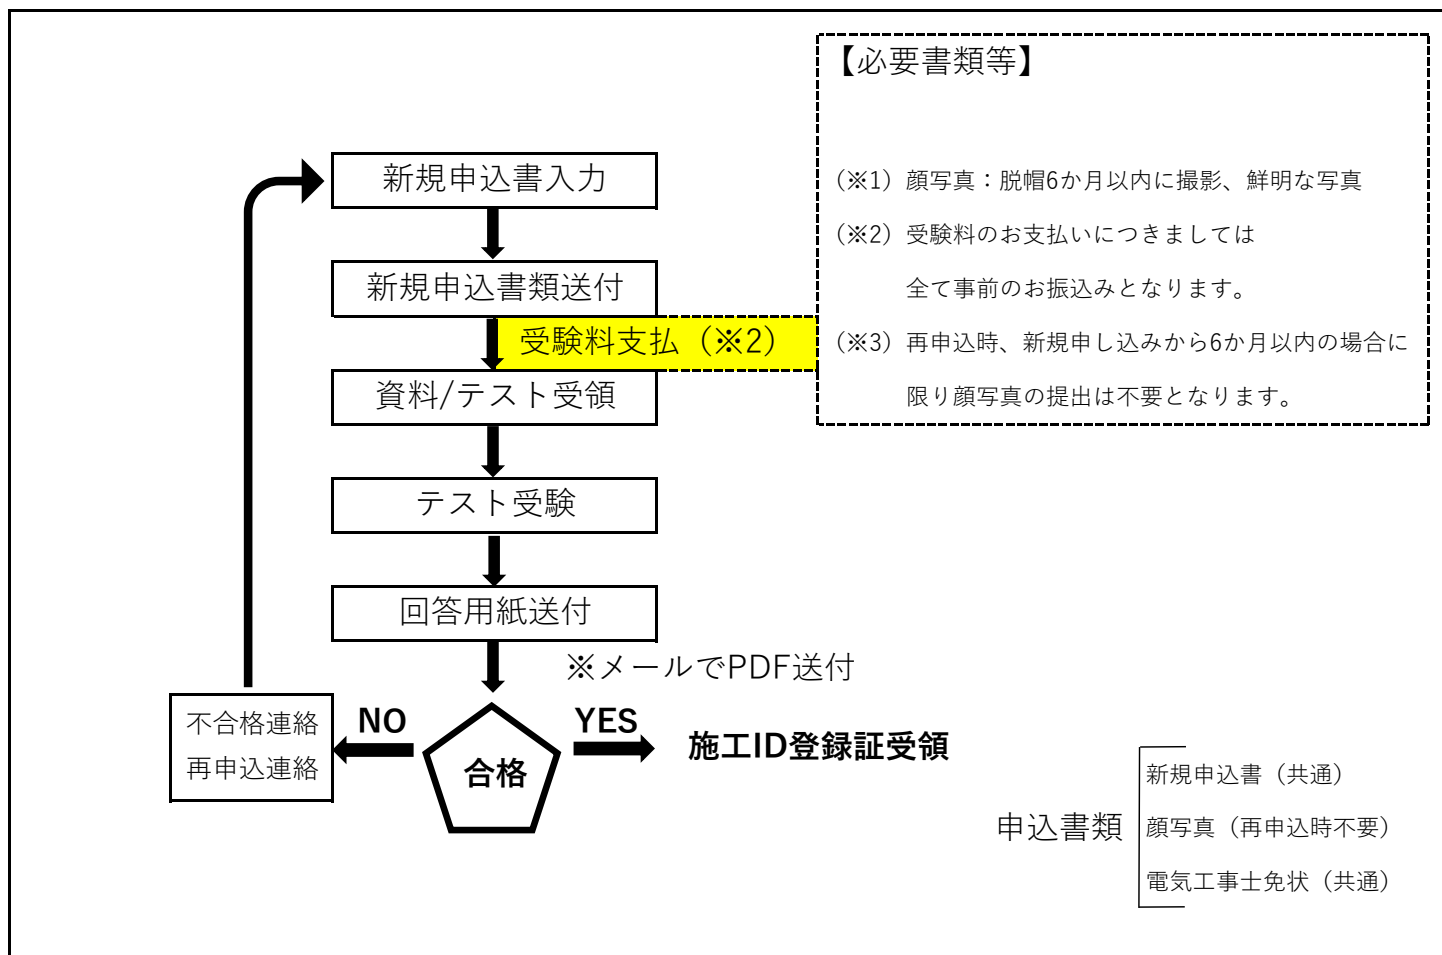 【必要書類等】
新規申込書入力
(※1) 顔写真：脱帽6か月以内に撮影、鮮明な写真
(※2) 受験料のお支払いにつきましては
全て事前のお振込みとなります。
(※3) 再申込時、新規申し込みから6か月以内の場合に
限り顔写真の提出は不要となります。
新規申込書類送付
受験料支払（※2）
資料/テスト受領
テスト受験
回答用紙送付
※メールでPDF送付
不合格連絡
再申込連絡
NO
合格
YES
施工ID登録証受領
申込書類
新規申込書（共通）
顔写真（再申込時不要）
電気工事士免状（共通）